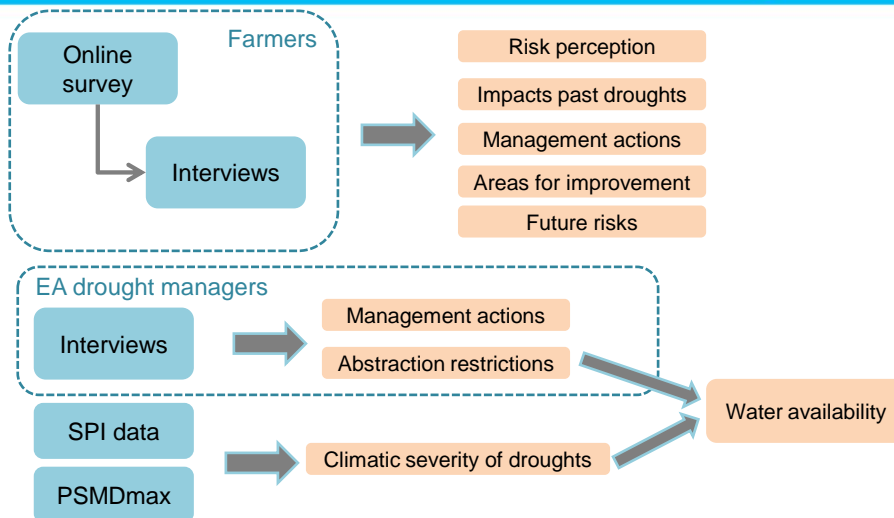 Farmers
Online
survey
Interviews
Risk perception
Impacts past droughts
Management actions
Areas for improvement
Future risks
EA drought managers
Interviews
Management actions
Abstraction restrictions
Water availability
SPI data
PSMDmax
Climatic severity of droughts